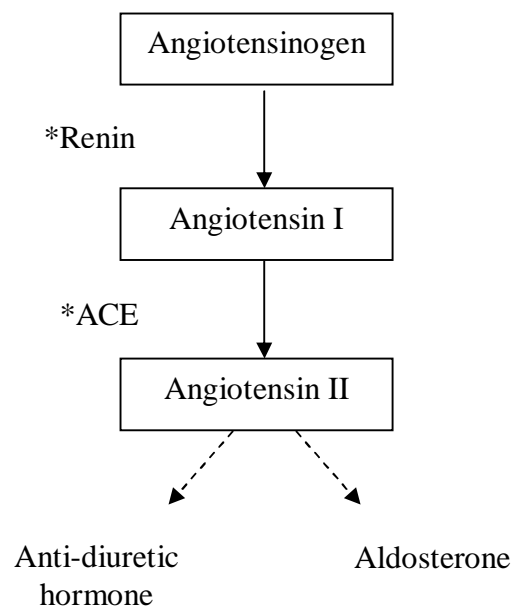 Angiotensinogen
*Renin
Angiotensin I
*ACE
Angiotensin II
Anti-diuretic
hormone
Aldosterone